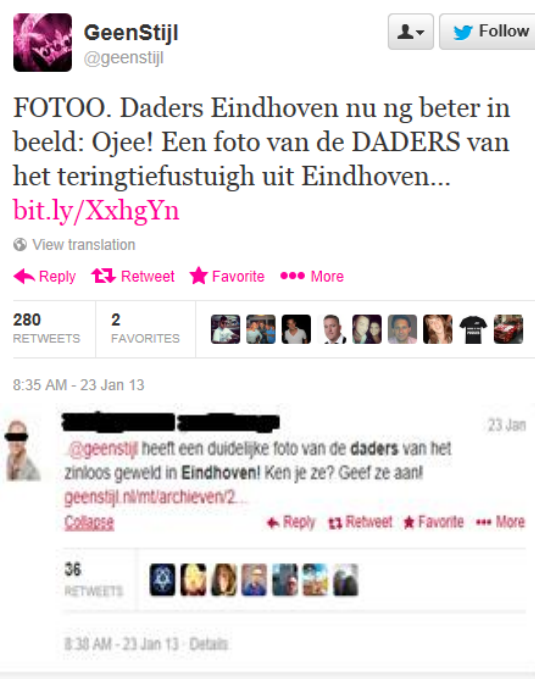 GeenStijl
@geenstijl
Follow
FOTOO. Daders Eindhoven nu ng beter in
beeld: Ojee! Een foto van de DADERS van
het teringtiefustuigh uit Eindhoven...
bit.ly/XxhgYn
View translation
Reply Retweet Favorite More
280 2
RETWEETS FAVORITES
8:35 AM - 23 Jan 13
23 Jan
.@geenstijl heeft een duidelijke foto van de daders van het
zinloos geweld in Eindhoven! Ken je ze? Geef ze aan!
geenstijl.nl/mt/archieven/2...
Collapse Reply Retweet Favorite More
36
RETWEETS
8:38 AM - 23 Jan 13 · Details